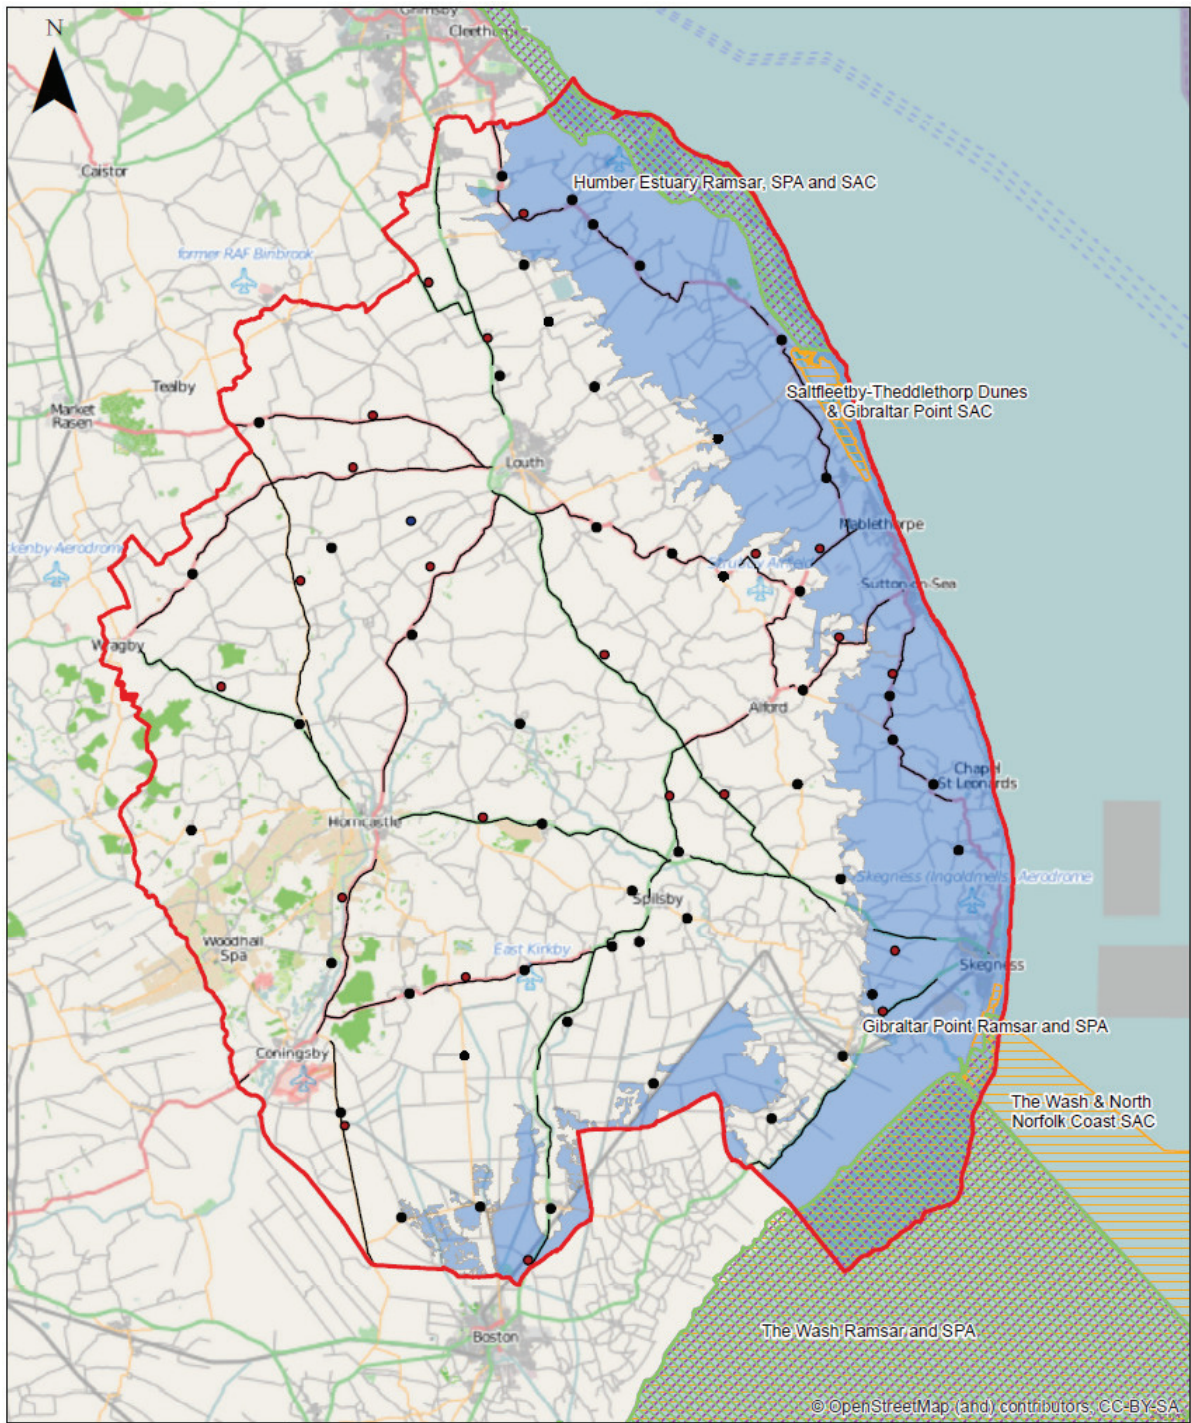 N
Grimsby
Caistor
Humber Estuary Ramsar, SPA and SAC
former RAF Binbrook
Tealby
Market
Rasen
Saltfleetby-Theddlethorp Dunes
& Gibraltar Point SAC
Louth
Mablethorpe
Strubby Airfield
Sutton on Sea
Wragby
Alford
Chapel
St Leonards
Horncastle
Skegness (Ingoldmells) Aerodrome
Spilsby
Woodhall
Spa
East Kirkby
Skegness
Gibraltar Point Ramsar and SPA
Coningsby
The Wash & North
Norfolk Coast SAC
Boston
The Wash Ramsar and SPA
© OpenStreetMap (and) contributors, CC-BY-SA